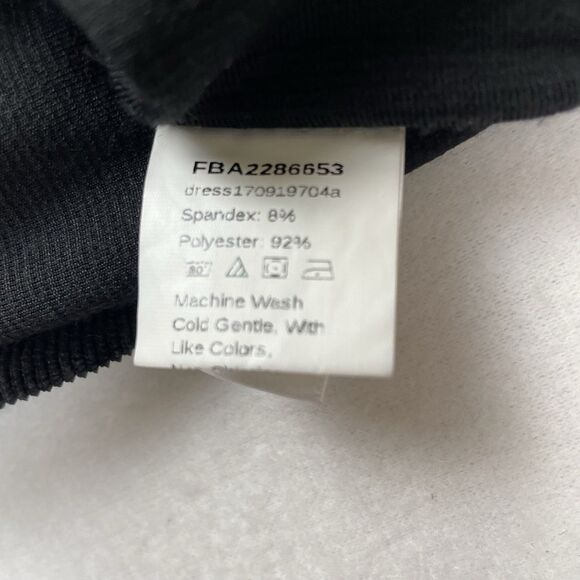 FBA2286653
dress170919704a
Spandex: 8%
Polyester: 92%
Machine Wash
Cold Gentle, With
Like Colors,